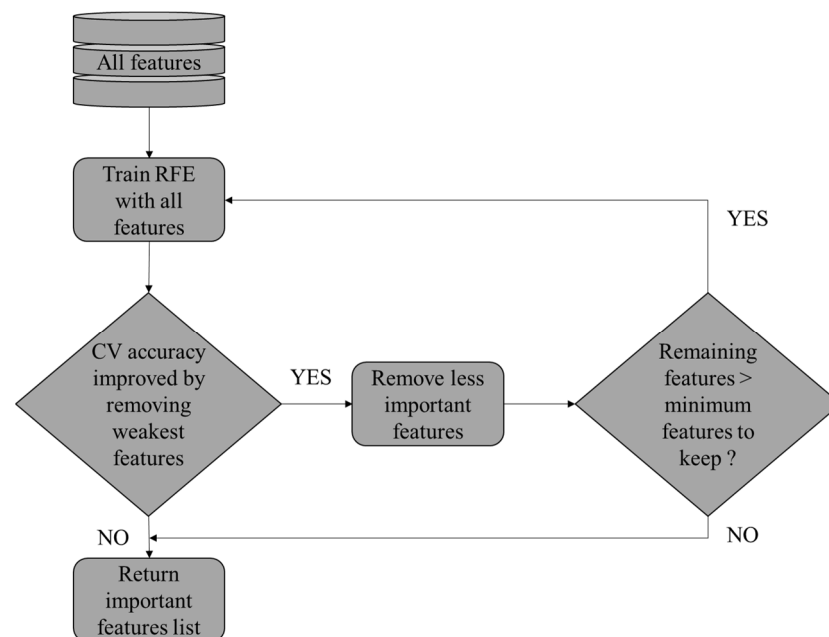 All features
Train RFE
with all
features
YES
CV accuracy
improved by
removing
weakest
features
YES
Remove less
important
features
Remaining
features >
minimum
features to
keep ?
NO
NO
Return
important
features list